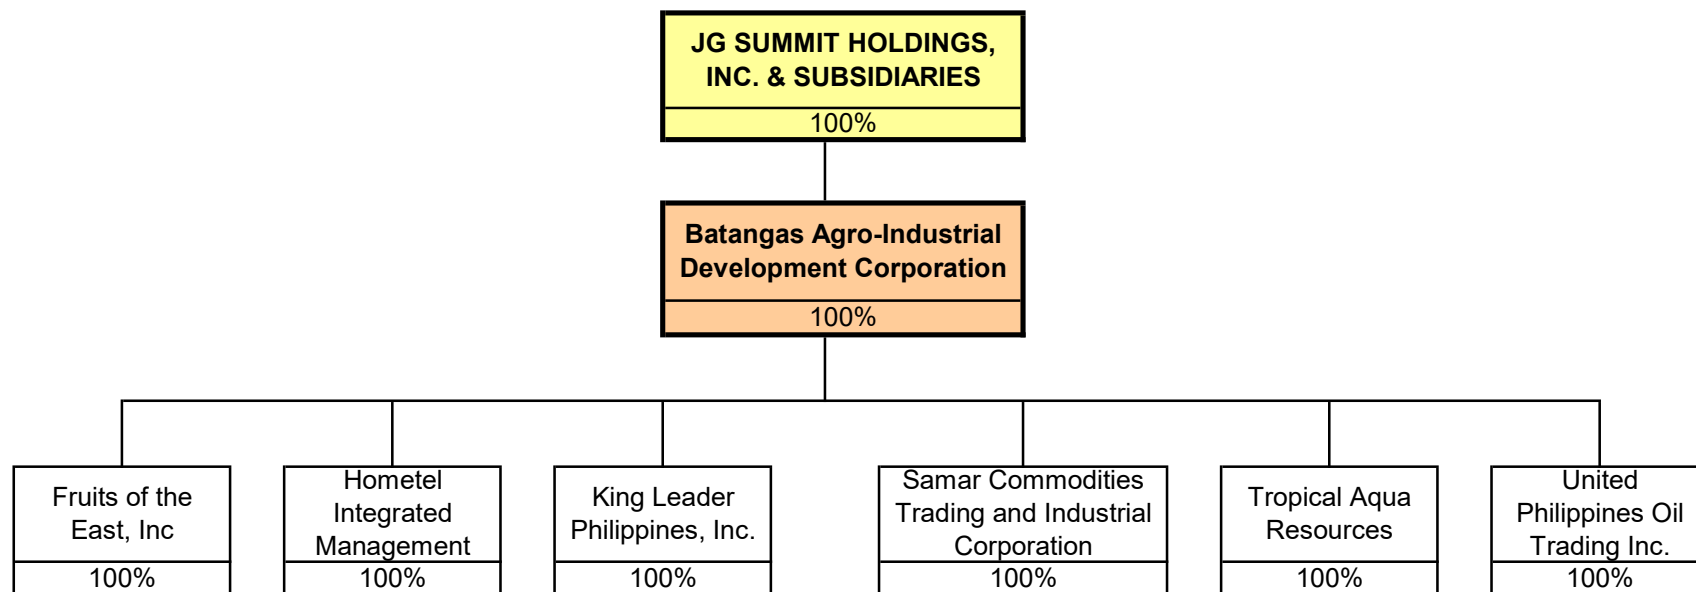 JG SUMMIT HOLDINGS,
INC. & SUBSIDIARIES
100%
Batangas Agro-Industrial
Development Corporation
100%
Fruits of the
East, Inc
100%
Hometel
Integrated
Management
100%
King Leader
Philippines, Inc.
100%
Samar Commodities
Trading and Industrial
Corporation
100%
Tropical Aqua
Resources
100%
United
Philippines Oil
Trading Inc.
100%